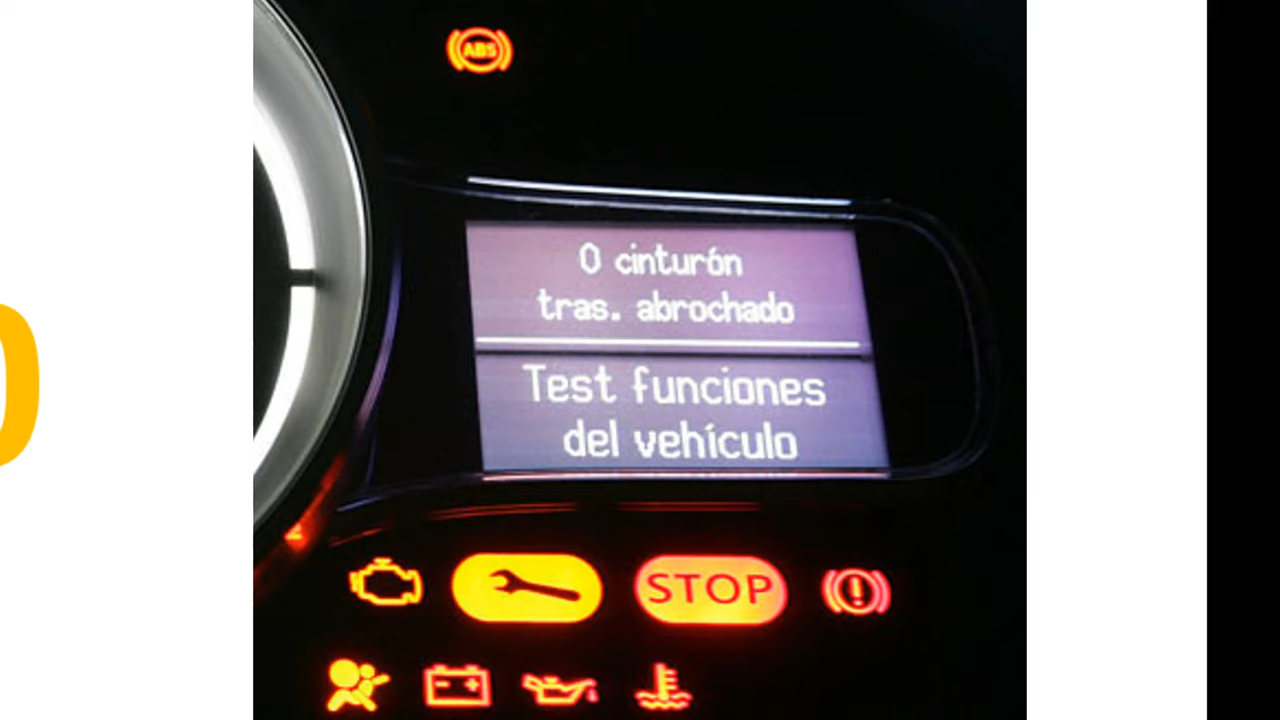 ABS
0 cinturón
tras. abrochado
Test funciones
del vehículo
STOP